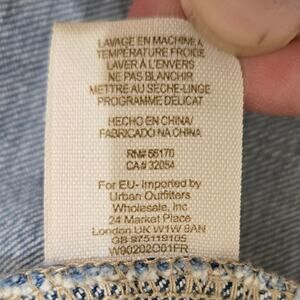 LAVAGE EN MACHINE À
TEMPÉRATURE FROIDE
LAVER À L'ENVERS
NE PAS BLANCHIR
METTRE AU SÈCHE-LINGE
PROGRAMME DÉLICAT
HECHO EN CHINA/
FABRICADO NA CHINA
RN# 66170
CA# 32054
For EU- Imported by
Urban Outfitters
Wholesale, Inc
24 Market Place
London UK W1W 8AN
GB 975119105
W90202O01FR